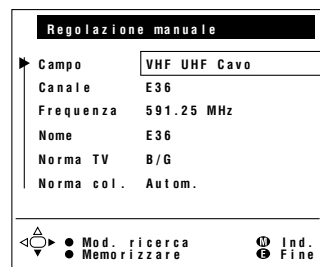 Regolazione manuale
Campo VHF UHF Cavo
Canale E36
Frequenza 591.25 MHz
Nome E36
Norma TV B/G
Norma col. Autom.
Mod. ricerca M Ind.
Memorizzare E Fine